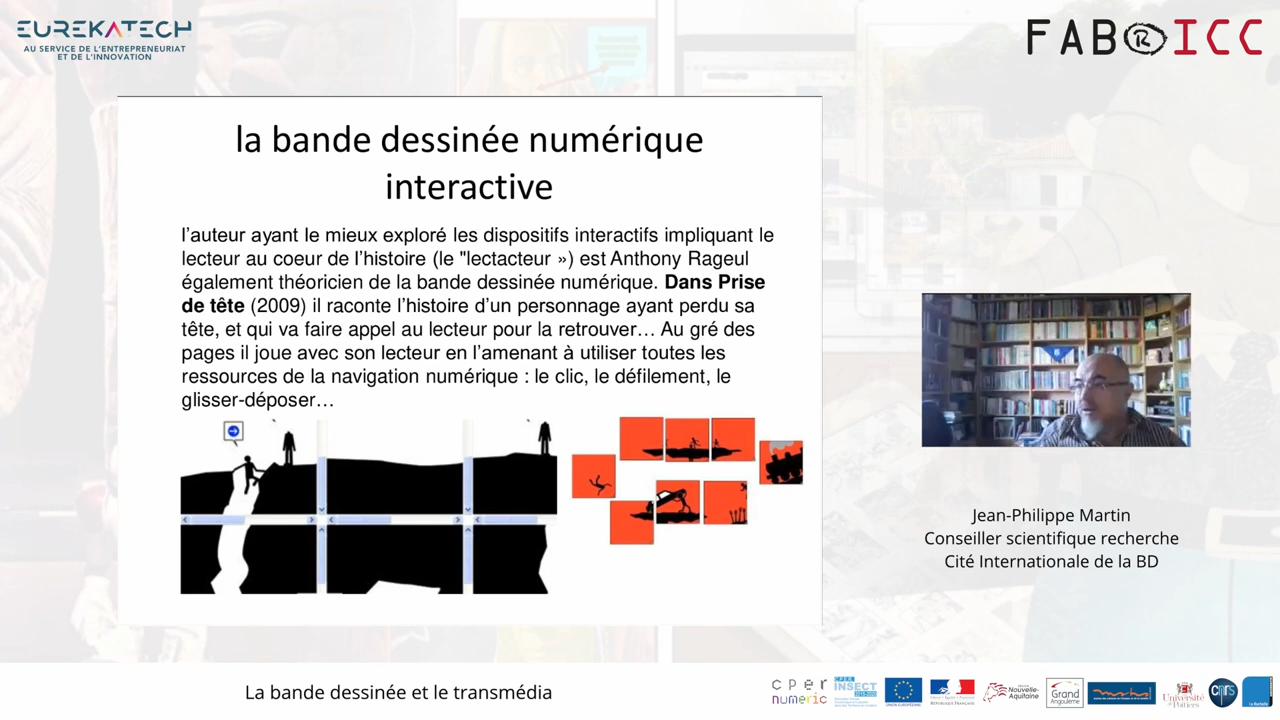 EUREKATECH
AU SERVICE DE L'ENTREPRENEURIAT
ET DE L'INNOVATION
FAB R ICC
la bande dessinée numérique
interactive
l'auteur ayant le mieux exploré les dispositifs interactifs impliquant le
lecteur au coeur de l'histoire (le "lectacteur ») est Anthony Rageul
également théoricien de la bande dessinée numérique. Dans Prise
de tête (2009) il raconte l'histoire d'un personnage ayant perdu sa
tête, et qui va faire appel au lecteur pour la retrouver… Au gré des
pages il joue avec son lecteur en l'amenant à utiliser toutes les
ressources de la navigation numérique : le clic, le défilement, le
glisser-déposer…
Jean-Philippe Martin
Conseiller scientifique recherche
Cité Internationale de la BD
La bande dessinée et le transmédia
cper
numeric
CPER
INSECT
UNION EUROPÉENNE
RÉPUBLIQUE FRANÇAISE
Nouvelle-
Aquitaine
Grand
Angoulême
Université
de Poitiers
cnrs
La Rochelle